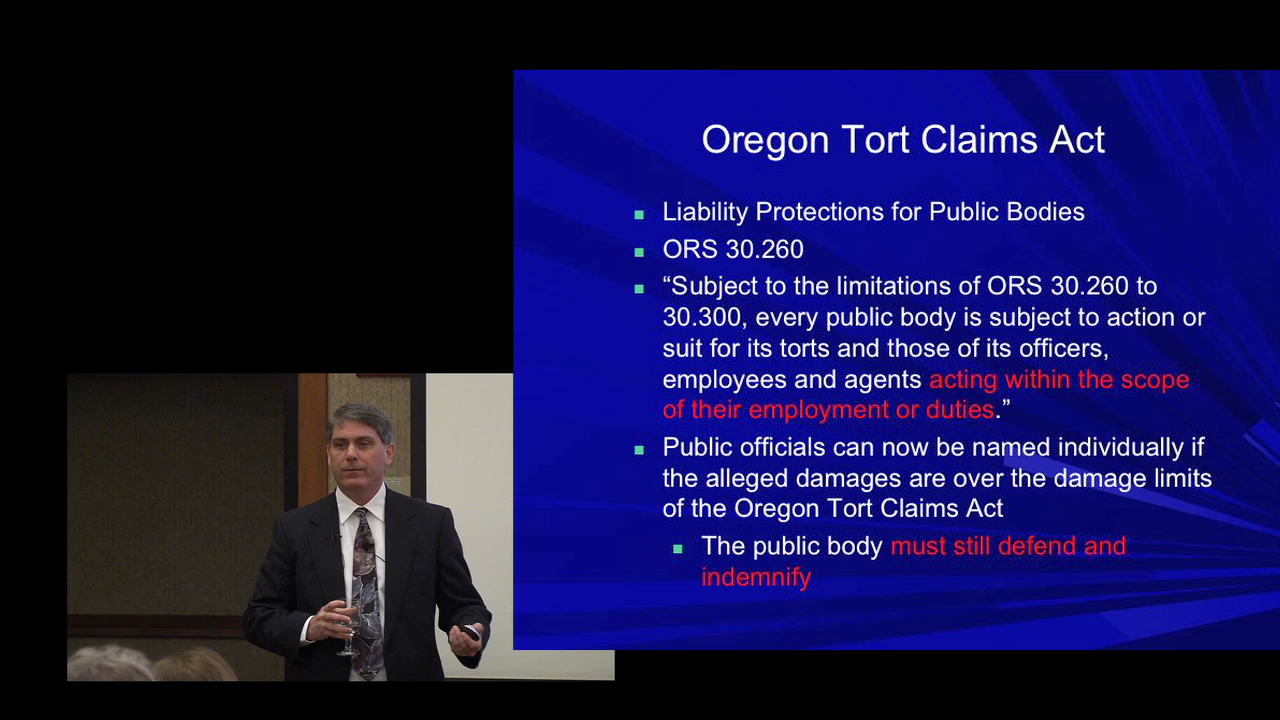 Oregon Tort Claims Act
Liability Protections for Public Bodies
ORS 30.260
“Subject to the limitations of ORS 30.260 to
30.300, every public body is subject to action or
suit for its torts and those of its officers,
employees and agents acting within the scope
of their employment or duties.”
Public officials can now be named individually if
the alleged damages are over the damage limits
of the Oregon Tort Claims Act
The public body must still defend and
indemnify